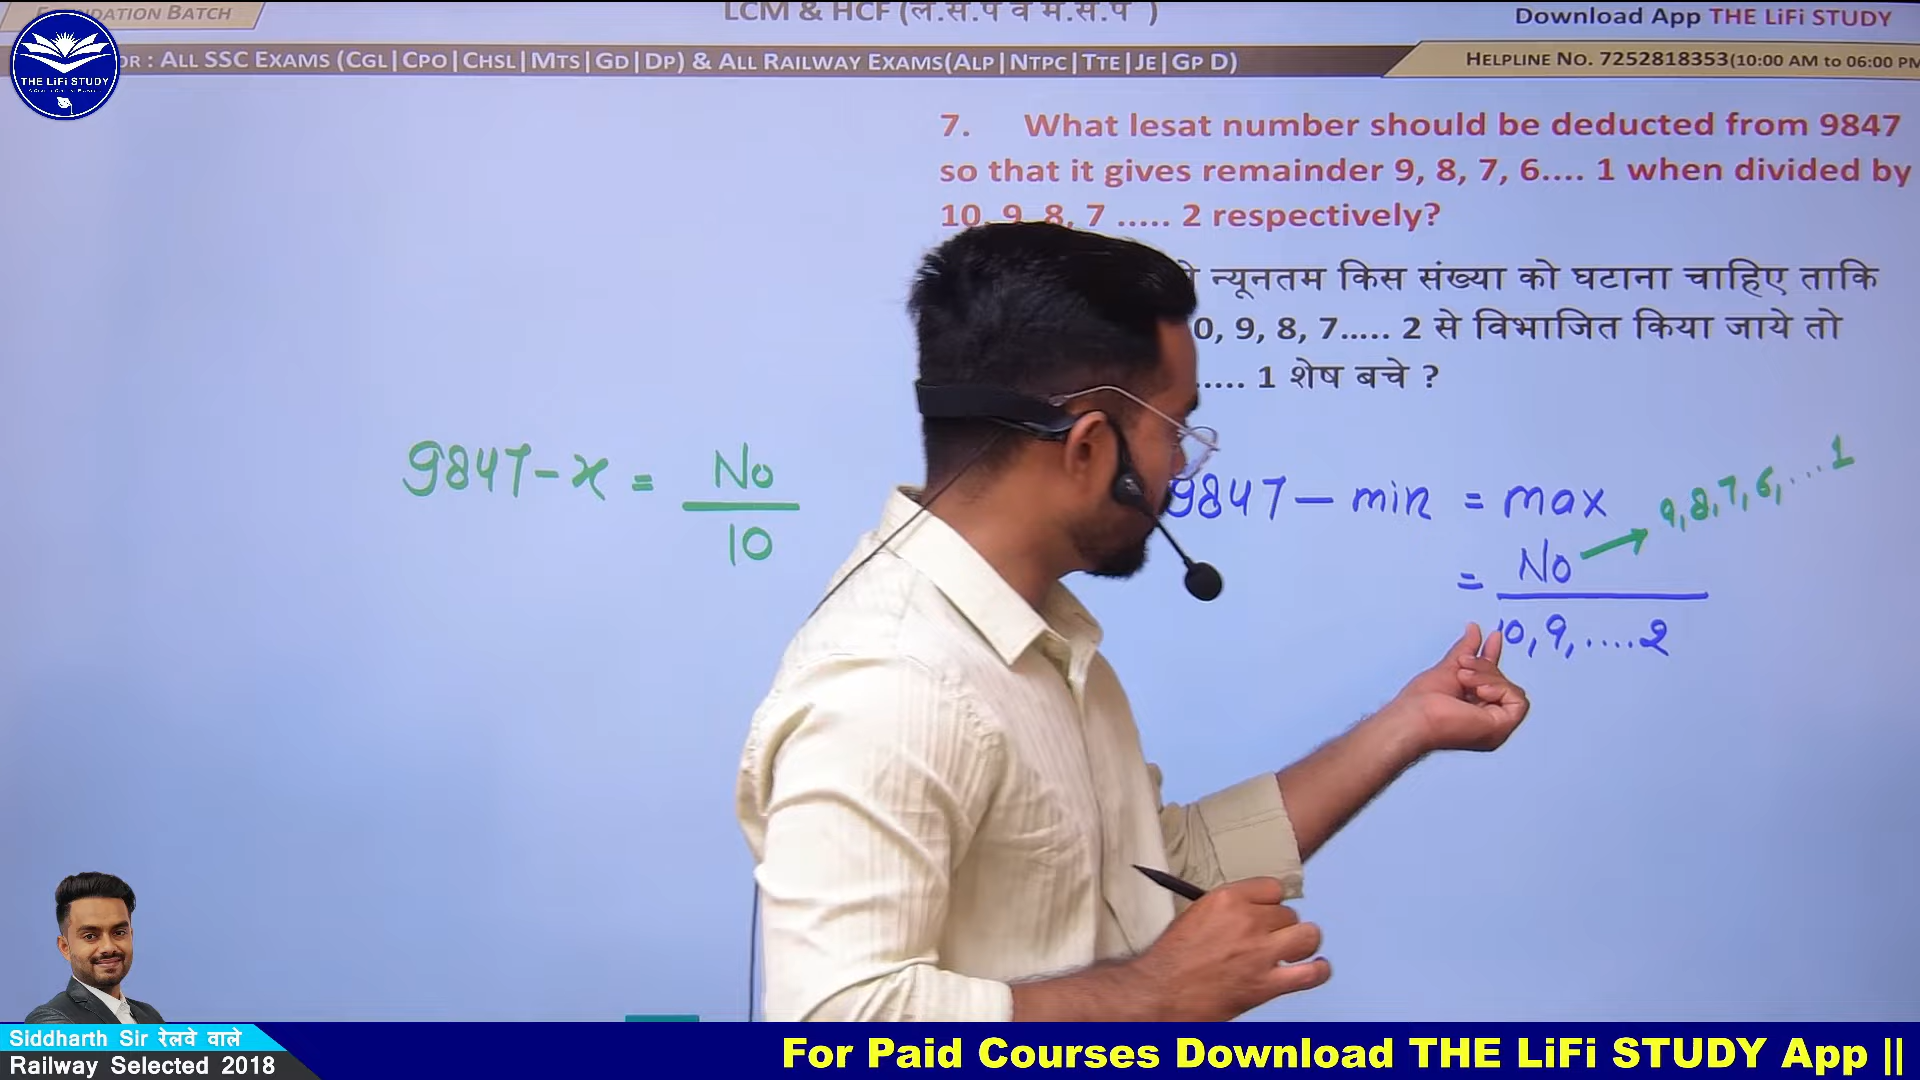 FOUNDATION BATCH
LCM & HCF (ल.स.प व म.स.प )
Download App THE LiFi STUDY
THE LiFi STUDY
OR : ALL SSC EXAMS (CGL|CPO|CHSL|MTS|GD|DP) & ALL RAILWAY EXAMS(ALP|NTPC|TTE|JE|GP D)
HELPLINE NO. 7252818353(10:00 AM to 06:00 PM
7. What lesat number should be deducted from 9847
so that it gives remainder 9, 8, 7, 6.... 1 when divided by
10, 9, 8, 7 ..... 2 respectively?
न्यूनतम किस संख्या को घटाना चाहिए ताकि
0, 9, 8, 7..... 2 से विभाजित किया जाये तो
..... 1 शेष बचे ?
9847 - x = No
10
9847 - min = max
9, 8, 7, 6, ... 1
= No
10, 9, .... 2
Siddharth Sir रेलवे वाले
Railway Selected 2018
For Paid Courses Download THE LiFi STUDY App ||